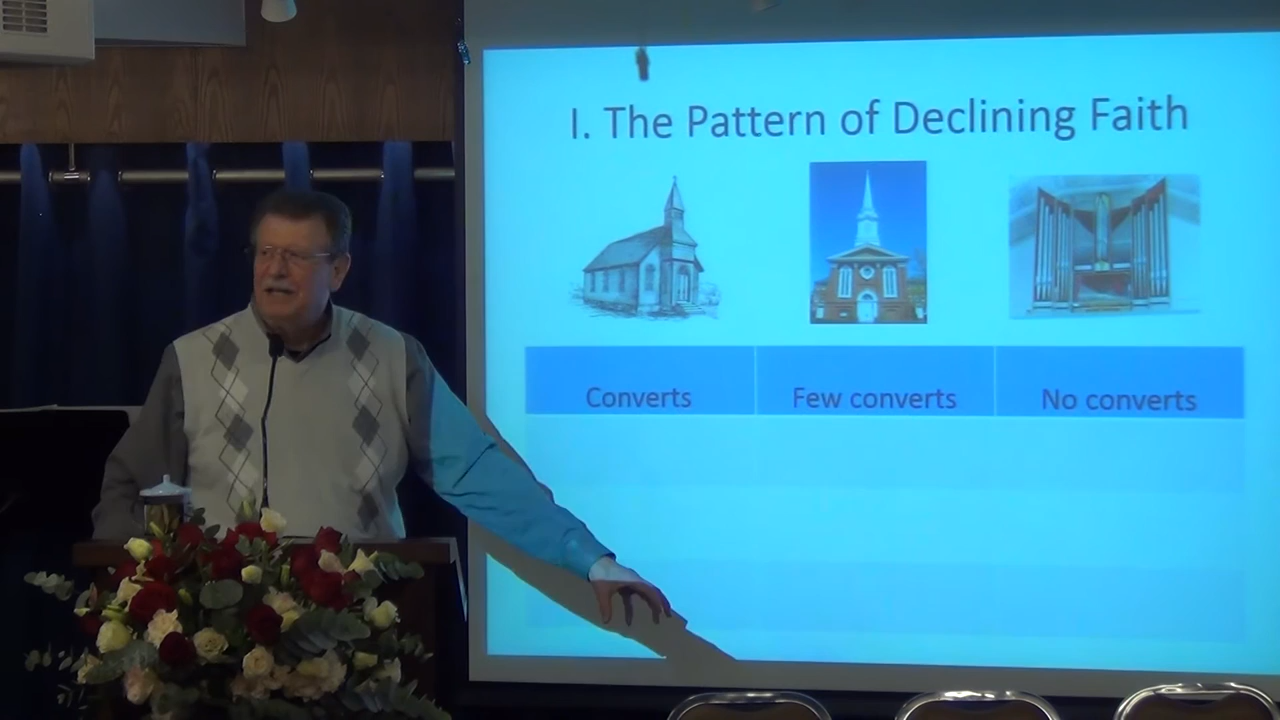 I. The Pattern of Declining Faith
Converts
Few converts
No converts